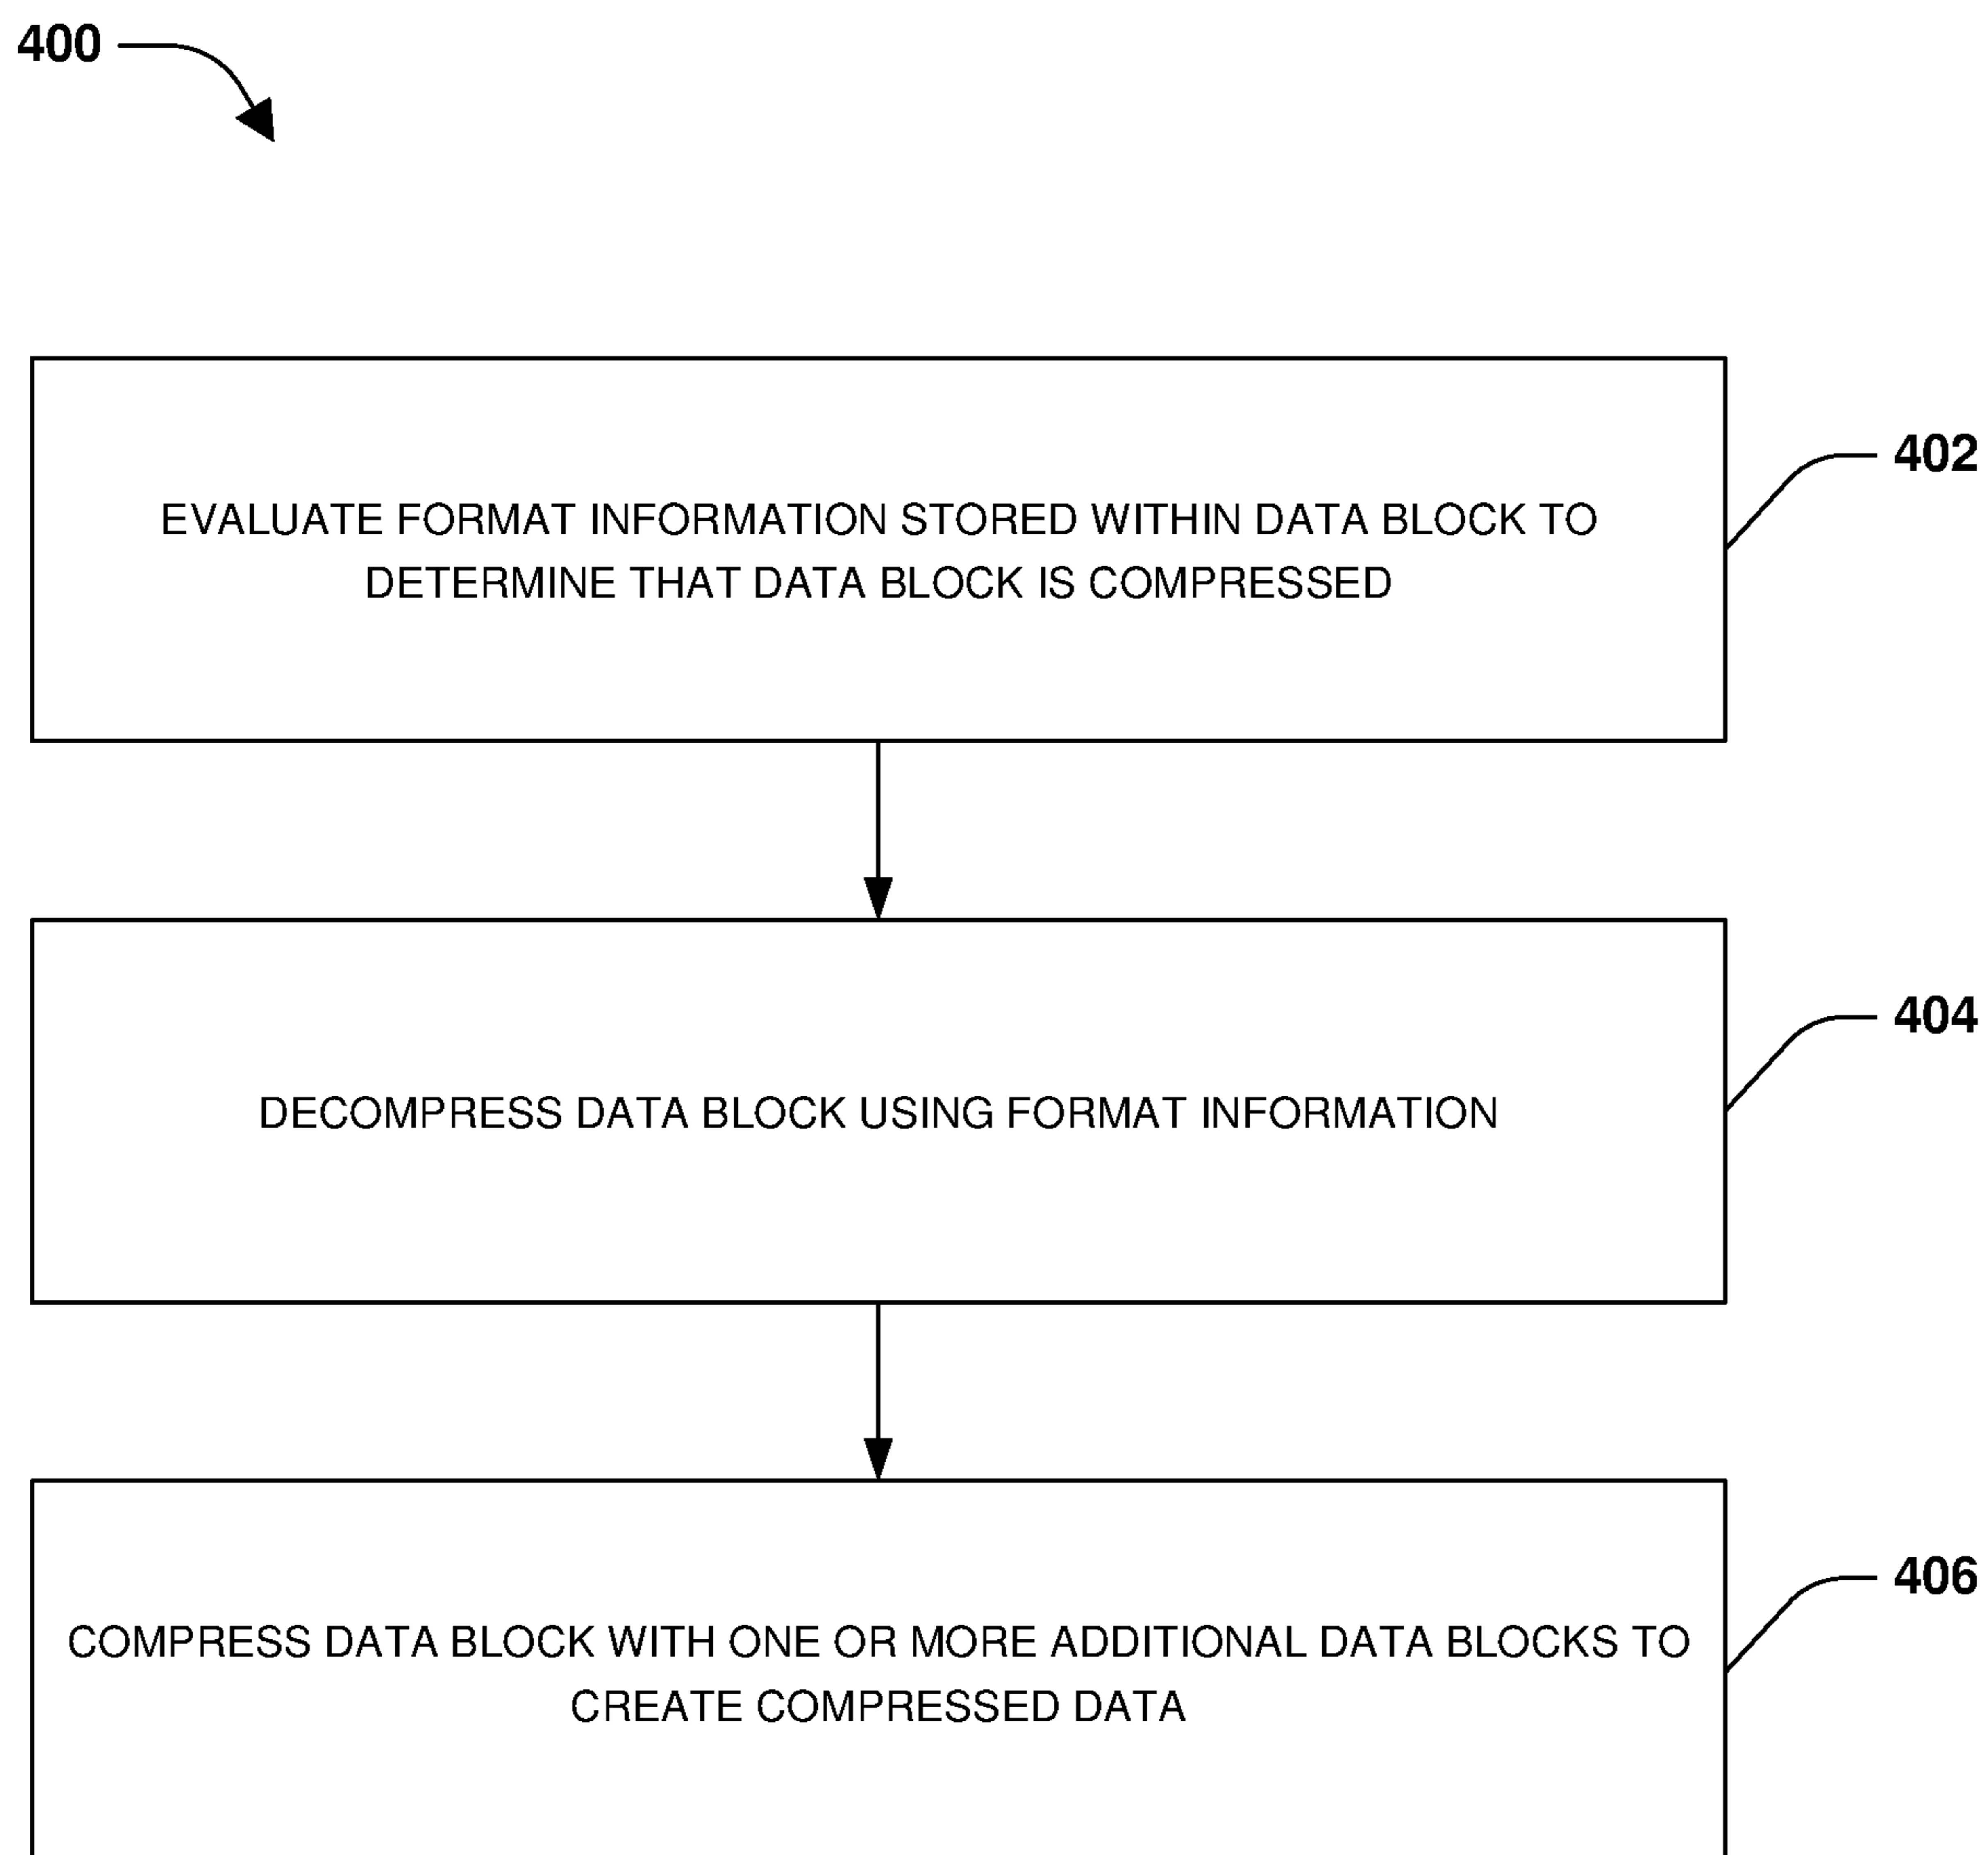 400
402
EVALUATE FORMAT INFORMATION STORED WITHIN DATA BLOCK TO
DETERMINE THAT DATA BLOCK IS COMPRESSED
404
DECOMPRESS DATA BLOCK USING FORMAT INFORMATION
406
COMPRESS DATA BLOCK WITH ONE OR MORE ADDITIONAL DATA BLOCKS TO
CREATE COMPRESSED DATA